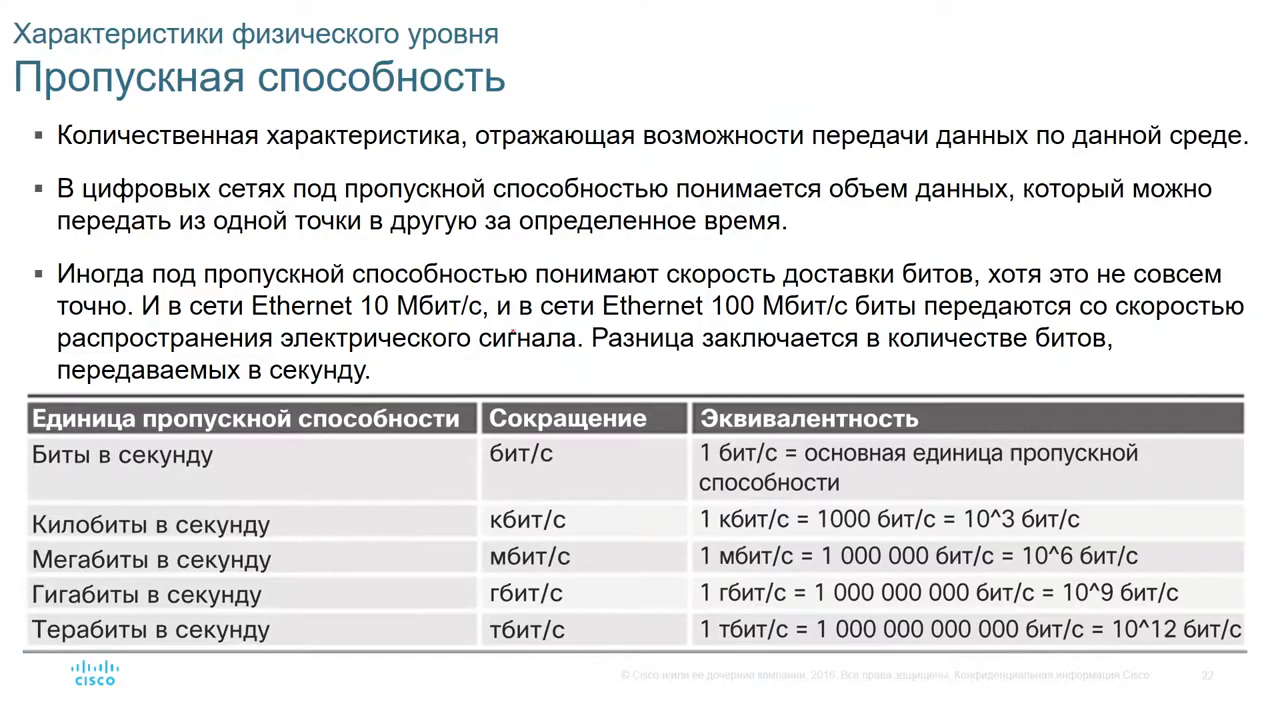 Характеристики физического уровня
Пропускная способность
▪ Количественная характеристика, отражающая возможности передачи данных по данной среде.
▪ В цифровых сетях под пропускной способностью понимается объем данных, который можно
передать из одной точки в другую за определенное время.
▪ Иногда под пропускной способностью понимают скорость доставки битов, хотя это не совсем
точно. И в сети Ethernet 10 Мбит/с, и в сети Ethernet 100 Мбит/с биты передаются со скоростью
распространения электрического сигнала. Разница заключается в количестве битов,
передаваемых в секунду.
Единица пропускной способности Сокращение Эквивалентность
Биты в секунду бит/с 1 бит/с = основная единица пропускной
способности
Килобиты в секунду кбит/с 1 кбит/с = 1000 бит/с = 10^3 бит/с
Мегабиты в секунду мбит/с 1 мбит/с = 1 000 000 бит/с = 10^6 бит/с
Гигабиты в секунду гбит/с 1 гбит/с = 1 000 000 000 бит/с = 10^9 бит/с
Терабиты в секунду тбит/с 1 тбит/с = 1 000 000 000 000 бит/с = 10^12 бит/с
CISCO
© Cisco и/или ее дочерние компании, 2016. Все права защищены. Конфиденциальная информация Cisco 22